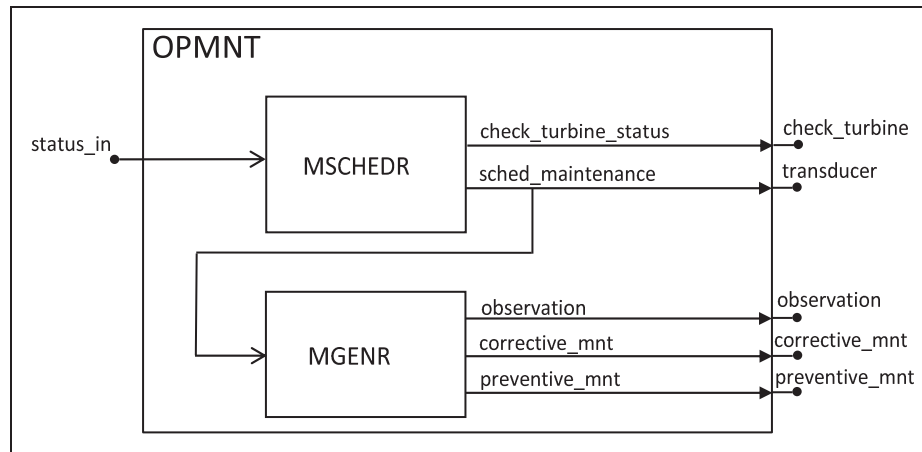 OPMNT
status_in
MSCHEDR
check_turbine_status
check_turbine
sched_maintenance
transducer
MGENR
observation
observation
corrective_mnt
corrective_mnt
preventive_mnt
preventive_mnt